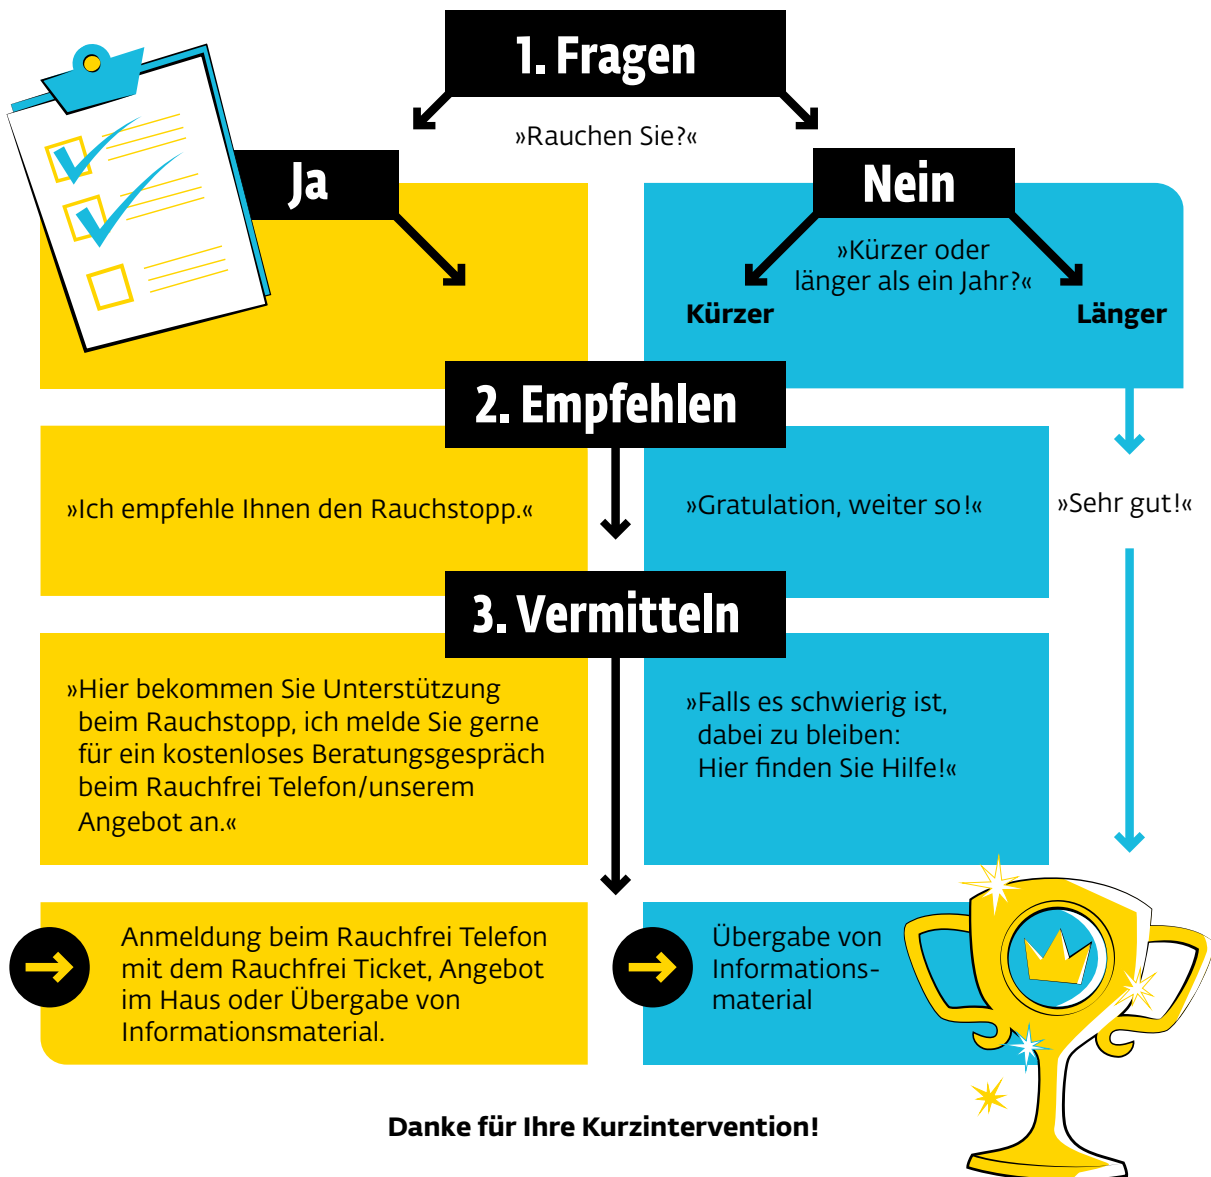 1. Fragen
»Rauchen Sie?«
Ja
Nein
»Kürzer oder
länger als ein Jahr?«
Kürzer
Länger
2. Empfehlen
»Ich empfehle Ihnen den Rauchstopp.«
»Gratulation, weiter so!«
»Sehr gut!«
3. Vermitteln
»Hier bekommen Sie Unterstützung
beim Rauchstopp, ich melde Sie gerne
für ein kostenloses Beratungsgespräch
beim Rauchfrei Telefon/unserem
Angebot an.«
»Falls es schwierig ist,
dabei zu bleiben:
Hier finden Sie Hilfe!«
Anmeldung beim Rauchfrei Telefon
mit dem Rauchfrei Ticket, Angebot
im Haus oder Übergabe von
Informationsmaterial.
Übergabe von
Informations-
material
Danke für Ihre Kurzintervention!